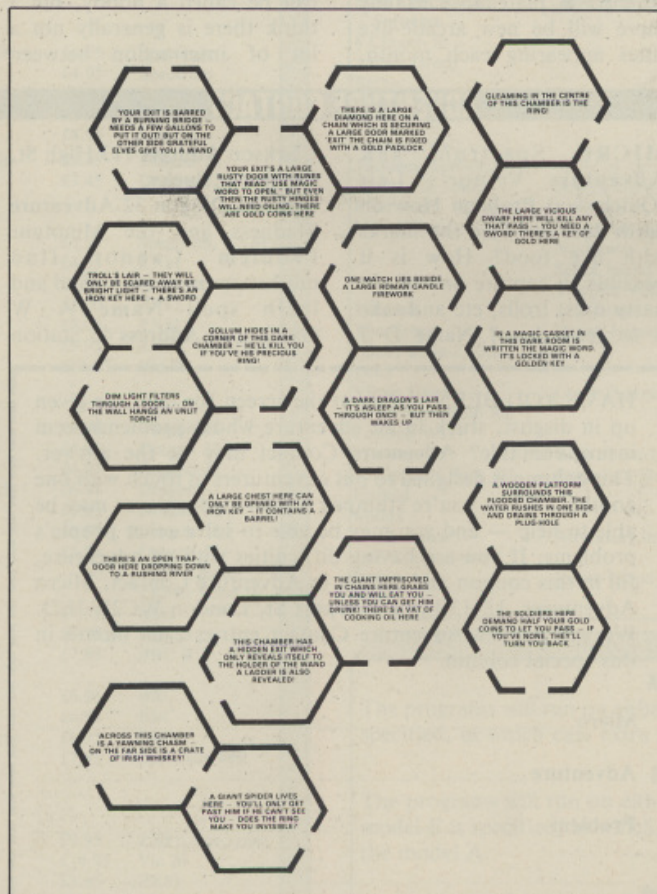 YOUR EXIT IS BARRED
BY A BURNING BRIDGE –
NEEDS A FEW GALLONS TO
PUT IT OUT! BUT ON THE
OTHER SIDE GRATEFUL
ELVES GIVE YOU A WAND
THERE IS A LARGE
DIAMOND HERE ON A
CHAIN WHICH IS SECURING
A LARGE DOOR MARKED
'EXIT' THE CHAIN IS FIXED
WITH A GOLD PADLOCK
GLEAMING IN THE CENTRE
OF THIS CHAMBER IS THE
RING!
YOUR EXIT'S A LARGE
RUSTY DOOR WITH RUNES
THAT READ "USE MAGIC
WORD TO OPEN," BUT EVEN
THEN THE RUSTY HINGES
WILL NEED OILING. THERE
ARE GOLD COINS HERE
THE LARGE VICIOUS
DWARF HERE WILL KILL ANY
THAT PASS – YOU NEED A
SWORD! THERE'S A KEY OF
GOLD HERE
TROLL'S LAIR – THEY WILL
ONLY BE SCARED AWAY BY
BRIGHT LIGHT – THERE'S AN
IRON KEY HERE + A SWORD
ONE MATCH LIES BESIDE
A LARGE ROMAN CANDLE
FIREWORK
GOLLUM HIDES IN A
CORNER OF THIS DARK
CHAMBER – HE'LL KILL YOU
IF YOU'VE HIS PRECIOUS
RING!
IN A MAGIC CASKET IN
THIS DARK ROOM IS
WRITTEN THE MAGIC WORD.
IT'S LOCKED WITH A
GOLDEN KEY
DIM LIGHT FILTERS
THROUGH A DOOR . . . ON
THE WALL HANGS AN UNLIT
TORCH
A DARK DRAGON'S LAIR
– IT'S ASLEEP AS YOU PASS
THROUGH ONCE – BUT THEN
WAKES UP
A LARGE CHEST HERE CAN
ONLY BE OPENED WITH AN
IRON KEY – IT CONTAINS A
BARREL!
A WOODEN PLATFORM
SURROUNDS THIS
FLOODED CHAMBER. THE
WATER RUSHES IN ONE SIDE
AND DRAINS THROUGH A
PLUG-HOLE
THERE'S AN OPEN TRAP-
DOOR HERE DROPPING DOWN
TO A RUSHING RIVER
THE GIANT IMPRISONED
IN CHAINS HERE GRABS
YOU AND WILL EAT YOU –
UNLESS YOU CAN GET HIM
DRUNK! THERE'S A VAT OF
COOKING OIL HERE
THE SOLDIERS HERE
DEMAND HALF YOUR GOLD
COINS TO LET YOU PASS – IF
YOU'VE NONE, THEY'LL
TURN YOU BACK
THIS CHAMBER HAS
A HIDDEN EXIT WHICH
ONLY REVEALS ITSELF TO
THE HOLDER OF THE WAND
A LADDER IS ALSO
REVEALED!
ACROSS THIS CHAMBER
IS A YAWNING CHASM –
ON THE FAR SIDE IS A CRATE
OF IRISH WHISKEY!
A GIANT SPIDER LIVES
HERE – YOU'LL ONLY GET
PAST HIM IF HE CAN'T SEE
YOU – DOES THE RING
MAKE YOU INVISIBLE?